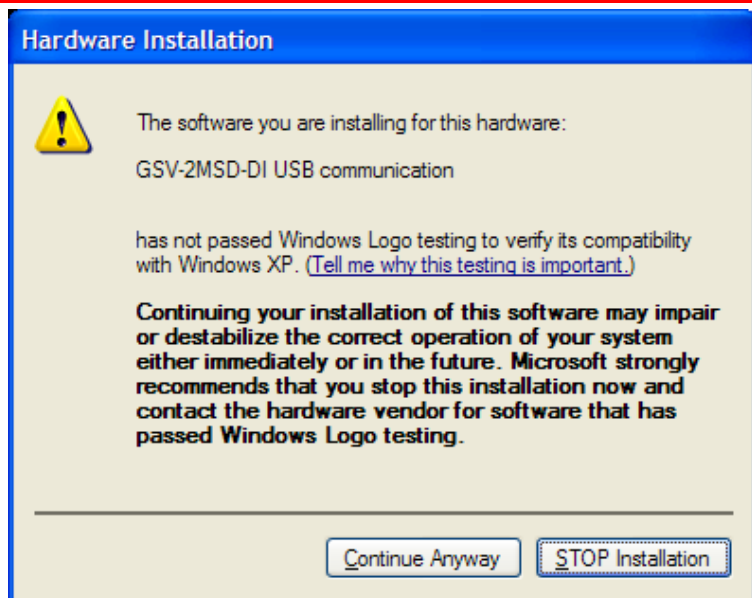 Hardware Installation
The software you are installing for this hardware:
GSV-2MSD-DI USB communication
has not passed Windows Logo testing to verify its compatibility
with Windows XP. (Tell me why this testing is important.)
Continuing your installation of this software may impair
or destabilize the correct operation of your system
either immediately or in the future. Microsoft strongly
recommends that you stop this installation now and
contact the hardware vendor for software that has
passed Windows Logo testing.
Continue Anyway
STOP Installation